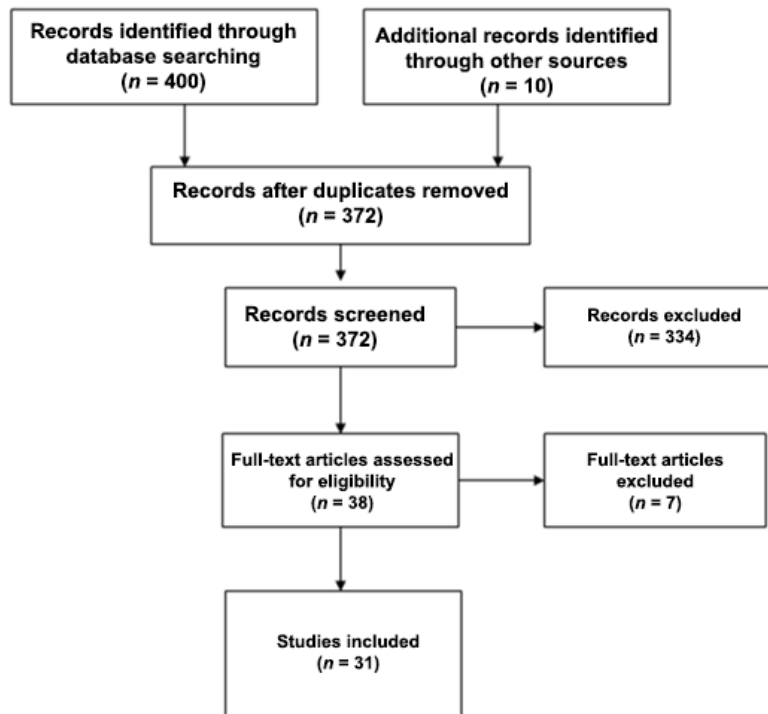 Records identified through
database searching
(n = 400)
Additional records identified
through other sources
(n = 10)
Records after duplicates removed
(n = 372)
Records screened
(n = 372)
Records excluded
(n = 334)
Full-text articles assessed
for eligibility
(n = 38)
Full-text articles
excluded
(n = 7)
Studies included
(n = 31)